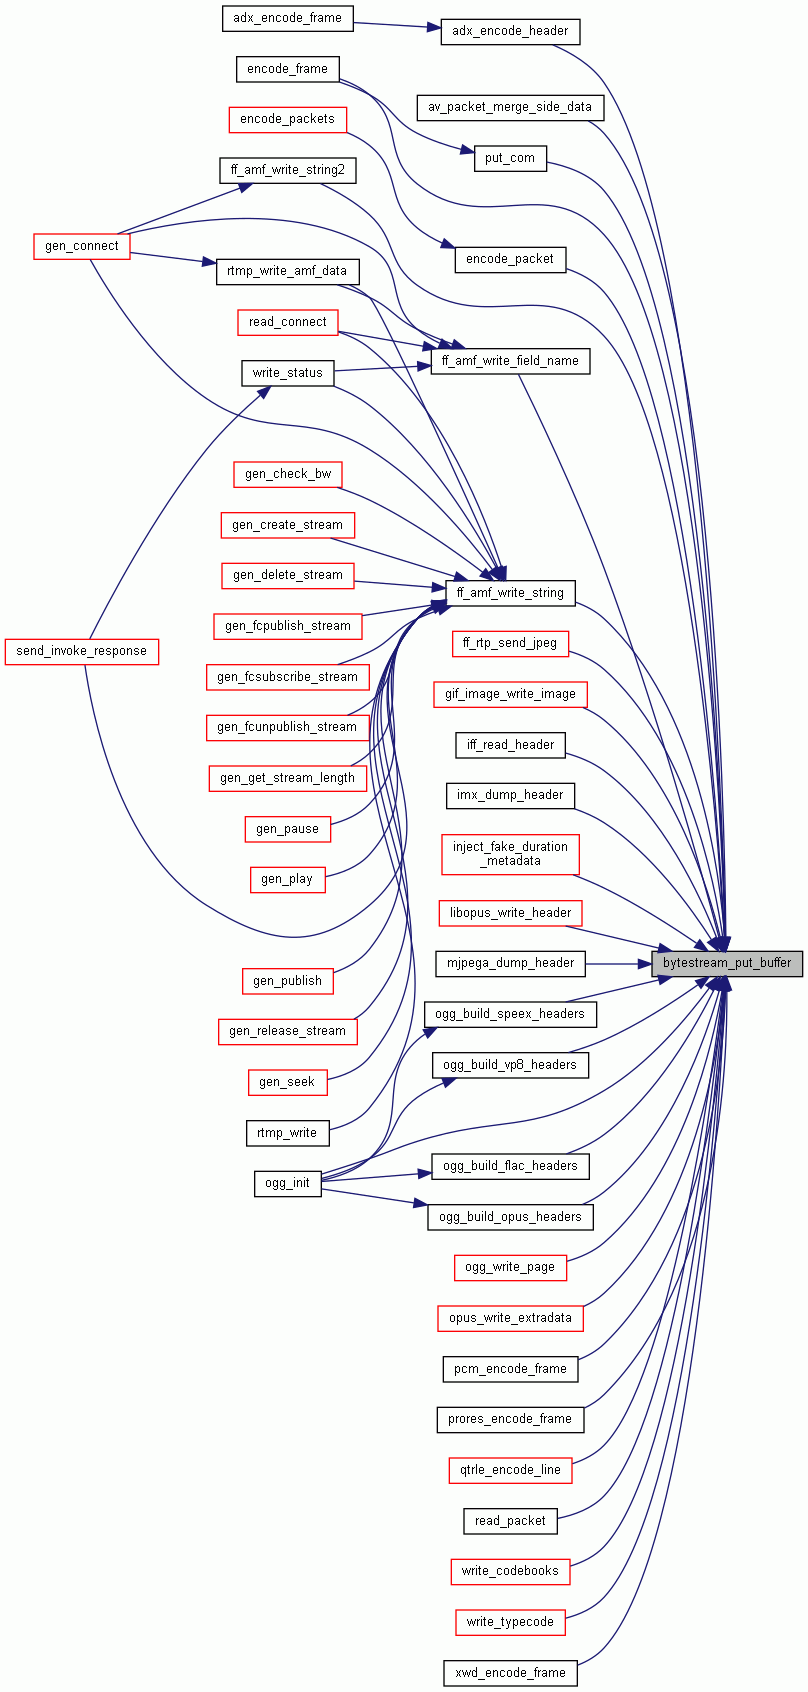 adx_encode_frame
adx_encode_header
encode_frame
av_packet_merge_side_data
encode_packets
put_com
ff_amf_write_string2
gen_connect
encode_packet
rtmp_write_amf_data
read_connect
ff_amf_write_field_name
write_status
gen_check_bw
gen_create_stream
gen_delete_stream
ff_amf_write_string
gen_fcpublish_stream
send_invoke_response
ff_rtp_send_jpeg
gen_fcsubscribe_stream
gif_image_write_image
gen_fcunpublish_stream
iff_read_header
gen_get_stream_length
imx_dump_header
gen_pause
inject_fake_duration
_metadata
gen_play
libopus_write_header
mjpega_dump_header
bytestream_put_buffer
gen_publish
ogg_build_speex_headers
gen_release_stream
ogg_build_vp8_headers
gen_seek
rtmp_write
ogg_build_flac_headers
ogg_init
ogg_build_opus_headers
ogg_write_page
opus_write_extradata
pcm_encode_frame
prores_encode_frame
qtrle_encode_line
read_packet
write_codebooks
write_typecode
xwd_encode_frame